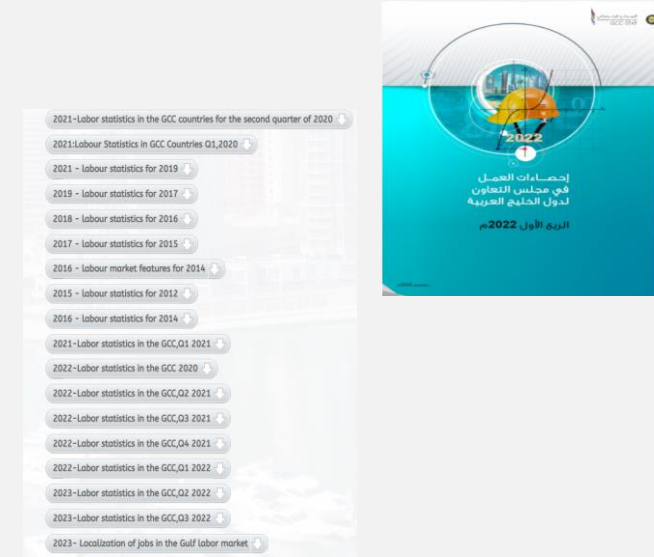 2021-Labor statistics in the GCC countries for the second quarter of 2020
2021:Labour Statistics in GCC Countries Q1,2020
2021 - labour statistics for 2019
2019 - labour statistics for 2017
2018 - labour statistics for 2016
2017 - labour statistics for 2015
2016 - labour market features for 2014
2015 - labour statistics for 2012
2016 - labour statistics for 2014
2021-Labor statistics in the GCC,Q1 2021
2022-Labor statistics in the GCC 2020
2022-Labor statistics in the GCC,Q2 2021
2022-Labor statistics in the GCC,Q3 2021
2022-Labor statistics in the GCC,Q4 2021
2022-Labor statistics in the GCC,Q1 2022
2023-Labor statistics in the GCC,Q2 2022
2023-Labor statistics in the GCC,Q3 2022
2023- Localization of jobs in the Gulf labor market
2022
إحصـاءات العمـل
في مجلس التعاون
لدول الخليج العربية
الربع الأول 2022م